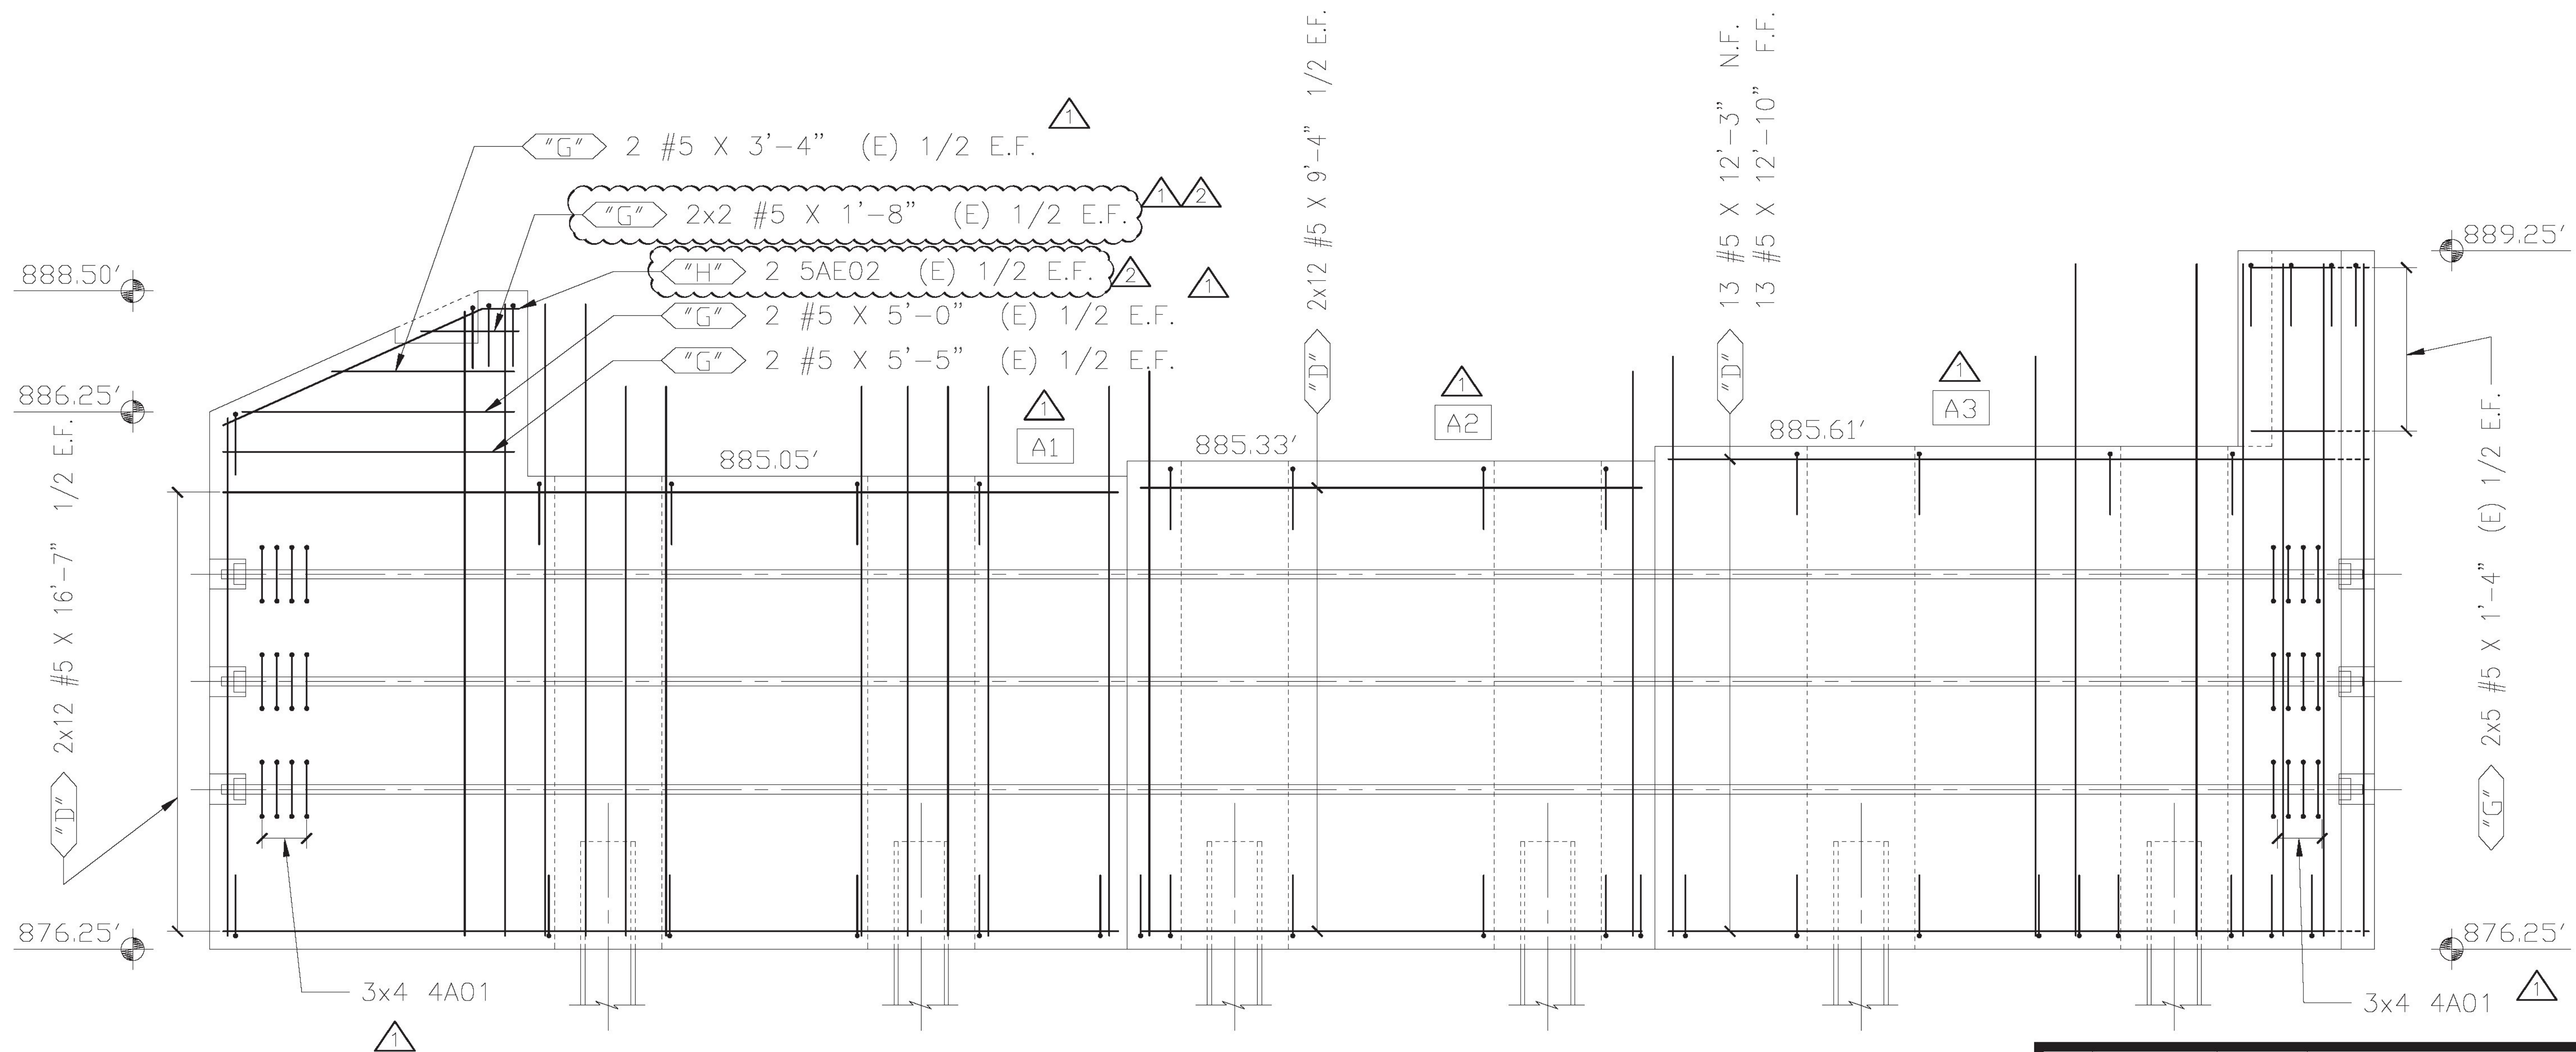 2x12 #5 X 9'-4" 1/2 E.F.
"D"
13 #5 X 12'-3" N.F.
13 #5 X 12'-10" F.F.
"D"
1
"G" 2 #5 X 3'-4" (E) 1/2 E.F.
1 2
"G" 2x2 #5 X 1'-8" (E) 1/2 E.F.
"H" 2 5AE02 (E) 1/2 E.F.
2
1
"G" 2 #5 X 5'-0" (E) 1/2 E.F.
"G" 2 #5 X 5'-5" (E) 1/2 E.F.
888.50'
889.25'
886.25'
1
A1
1
A2
1
A3
885.05'
885.33'
885.61'
"D" 2x12 #5 X 16'-7" 1/2 E.F.
"G" 2x5 #5 X 1'-4" (E) 1/2 E.F.
876.25'
876.25'
3x4 4A01
1
3x4 4A01
1